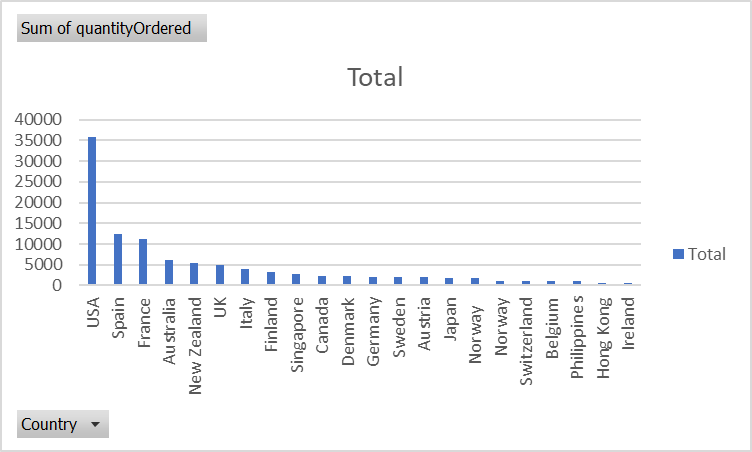 Sum of quantityOrdered
Total
40000
35000
30000
25000
20000
15000
10000
5000
0
Total
USA
Spain
France
Australia
New Zealand
UK
Italy
Finland
Singapore
Canada
Denmark
Germany
Sweden
Austria
Japan
Norway
Norway
Switzerland
Belgium
Philippines
Hong Kong
Ireland
Country